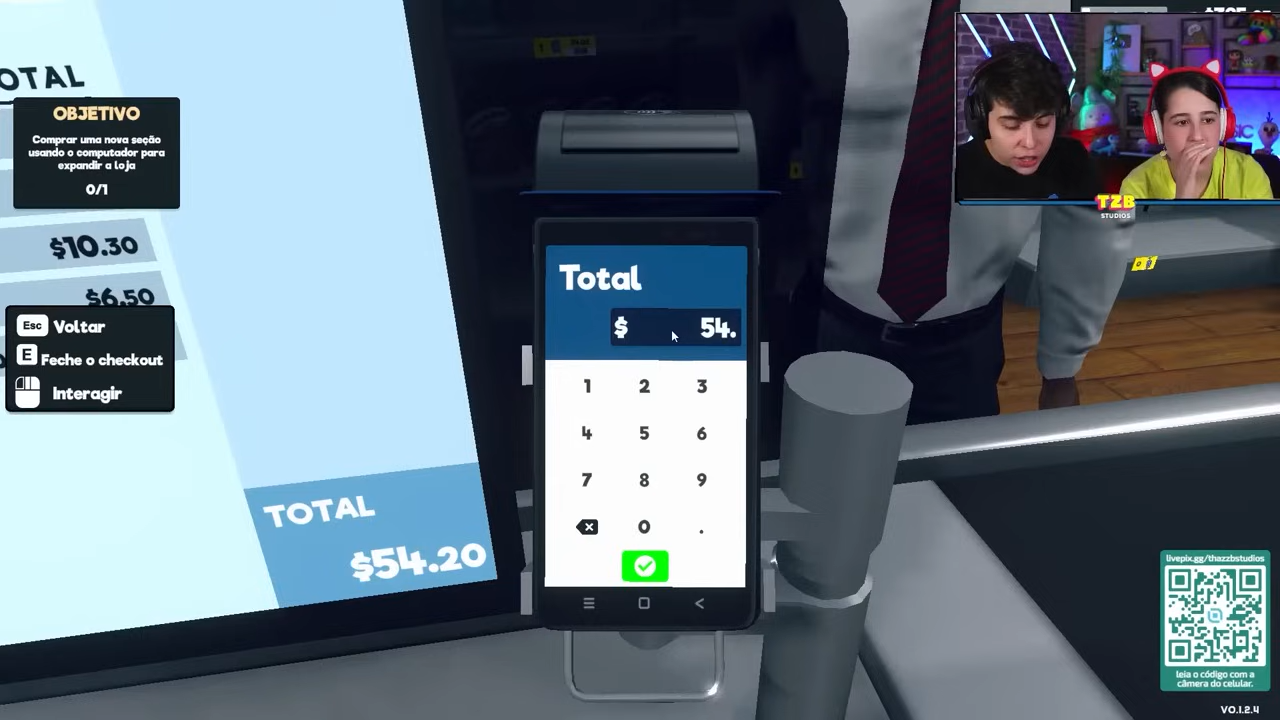 OTAL
OBJETIVO
Comprar uma nova seção
usando o computador para
expandir a loja
0/1
$10.30
$6.50
Esc Voltar
E Feche o checkout
Interagir
TOTAL
$54.20
Total
$ 54.
1 2 3
4 5 6
7 8 9
0 .
TZB
STUDIOS
livepix.gg/thazzbstudios
leia o código com a
câmera do celular.
V0.1.2.4